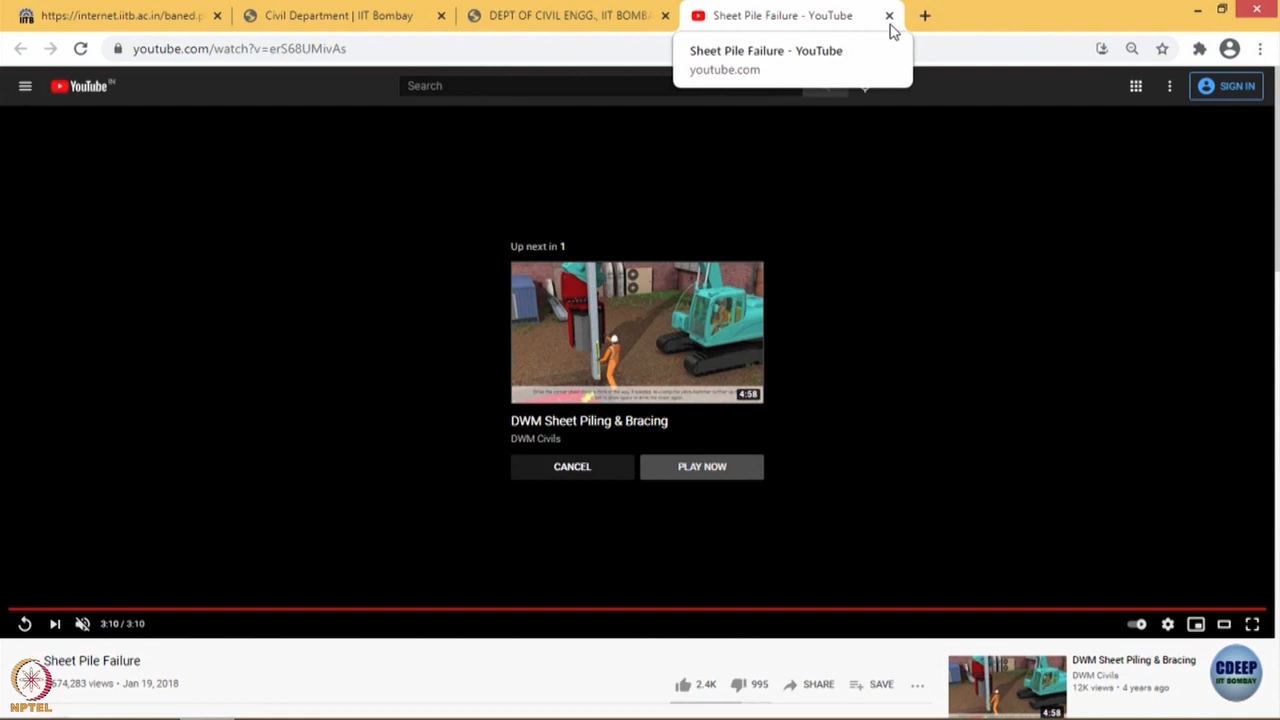 https://internet.iitb.ac.in/baned.p
Civil Department | IIT Bombay
DEPT OF CIVIL ENGG., IIT BOMBA
Sheet Pile Failure - YouTube
youtube.com/watch?v=erS68UMivAs
Sheet Pile Failure - YouTube
youtube.com
YouTube IN
Search
SIGN IN
Up next in 1
4:58
DWM Sheet Piling & Bracing
DWM Civils
CANCEL
PLAY NOW
3:10 / 3:10
Sheet Pile Failure
674,283 views • Jan 19, 2018
2.4K
995
SHARE
SAVE
DWM Sheet Piling & Bracing
DWM Civils
12K views • 4 years ago
4:58
CDEEP
IIT BOMBAY
NPTEL